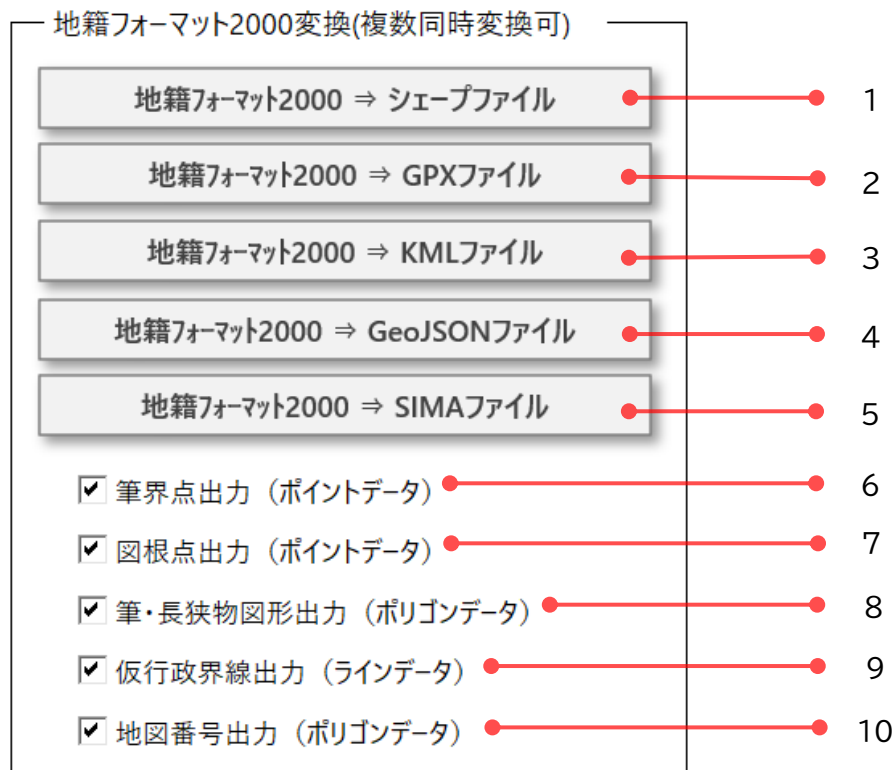 地籍フォーマット2000変換(複数同時変換可)
地籍フォーマット2000 ⇒ シェープファイル 1
地籍フォーマット2000 ⇒ GPXファイル 2
地籍フォーマット2000 ⇒ KMLファイル 3
地籍フォーマット2000 ⇒ GeoJSONファイル 4
地籍フォーマット2000 ⇒ SIMAファイル 5
筆界点出力（ポイントデータ） 6
図根点出力（ポイントデータ） 7
筆・長狭物図形出力（ポリゴンデータ） 8
仮行政界線出力（ラインデータ） 9
地図番号出力（ポリゴンデータ） 10